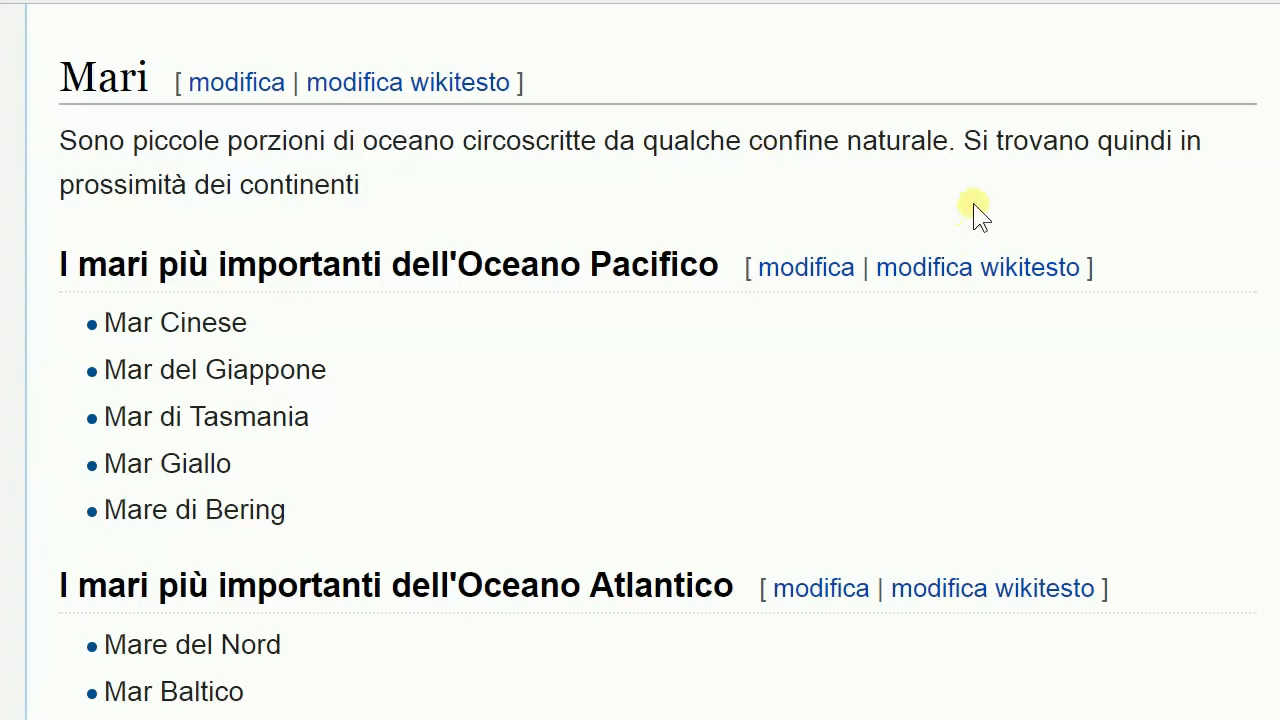 Mari [ modifica | modifica wikitesto ]
Sono piccole porzioni di oceano circoscritte da qualche confine naturale. Si trovano quindi in
prossimità dei continenti
I mari più importanti dell'Oceano Pacifico [ modifica | modifica wikitesto ]
Mar Cinese
Mar del Giappone
Mar di Tasmania
Mar Giallo
Mare di Bering
I mari più importanti dell'Oceano Atlantico [ modifica | modifica wikitesto ]
Mare del Nord
Mar Baltico